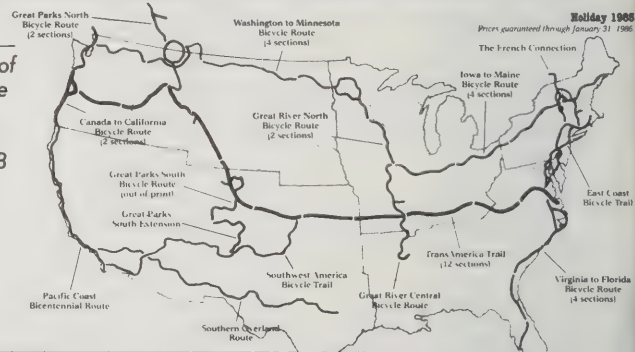 Great Parks North
Bicycle Route
(2 sections)
Washington to Minnesota
Bicycle Route
(4 sections)
Holiday 1986
Prices guaranteed through January 31 1986
The French Connection
of
e
Iowa to Maine
Bicycle Route
(4 sections)
Great River North
Bicycle Route
(2 sections)
Canada to California
Bicycle Route
(2 sections)
8
Great Parks South
Bicycle Route
(out of print)
Great Parks
South Extension
East Coast
Bicycle Trail
TransAmerica Trail
(12 sections)
Southwest America
Bicycle Trail
Great River Central
Bicycle Route
Virginia to Florida
Bicycle Route
(4 sections)
Pacific Coast
Bicentennial Route
Southern Overland
Route